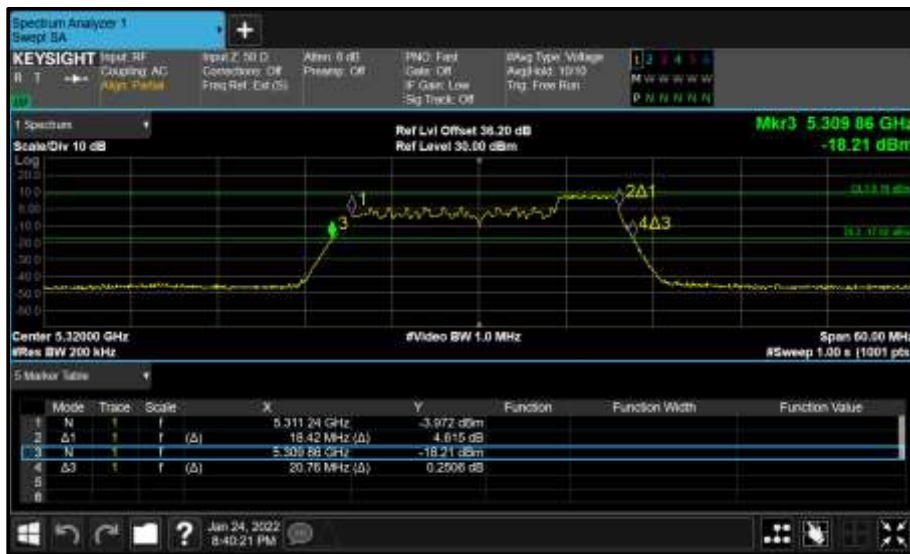 Spectrum Analyzer 1
Swept SA
+
KEYSIGHT
R T
Input: RF
Coupling: AC
Align: Partial
Input Z: 50 Ω
Corrections: Off
Freq Ref: Ext (S)
Atten: 6 dB
Preamp: Off
PNO: Fast
Gate: Off
IF Gain: Low
Sig Track: Off
#Avg Type: Voltage
Avg|Hold: 10/10
Trig: Free Run
1 2 3 4 5 6
M W W W W W
P N N N N N
1 Spectrum
Scale/Div 10 dB
Ref Lvl Offset 36.20 dB
Ref Level 30.00 dBm
Mkr3 5.309 86 GHz
-18.21 dBm
Log
20.0
10.0
0.00
-10.0
-20.0
-30.0
-40.0
-50.0
-60.0
1
2Δ1
3
4Δ3
Center 5.32000 GHz
#Res BW 200 kHz
#Video BW 1.0 MHz
Span 60.00 MHz
#Sweep 1.00 s (1001 pts
5 Marker Table
Mode Trace Scale X Y Function Function Width Function Value
1 N 1 f 5.311 24 GHz -3.972 dBm
2 Δ1 1 f (Δ) 18.42 MHz (Δ) 4.615 dB
3 N 1 f 5.309 86 GHz -18.21 dBm
4 Δ3 1 f (Δ) 20.76 MHz (Δ) 0.2506 dB
5
6
?
Jan 24, 2022
8:40:21 PM